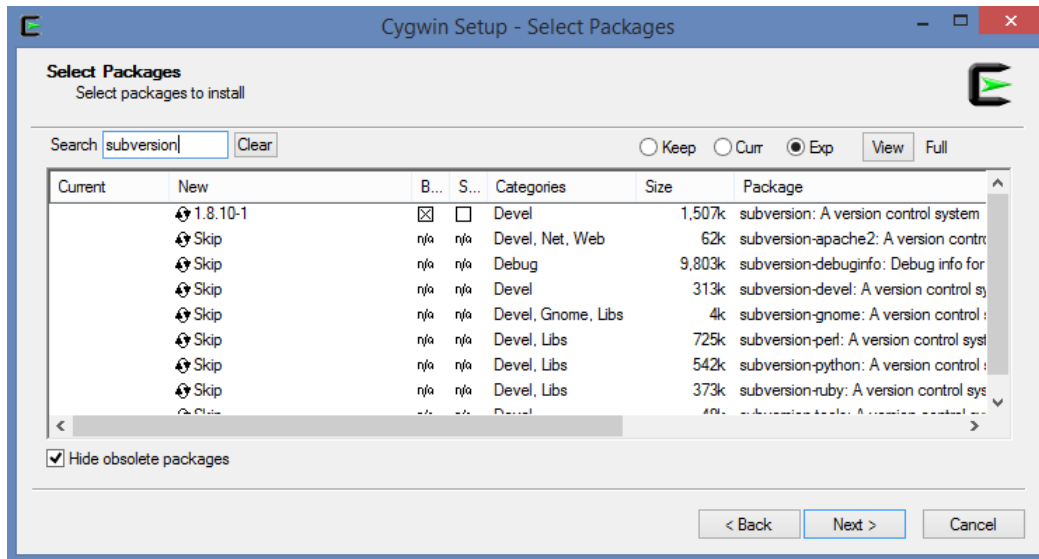 Cygwin Setup - Select Packages
Select Packages
Select packages to install
Search subversion Clear Keep Curr Exp View Full
Current New B... S... Categories Size Package
1.8.10-1 Devel 1,507k subversion: A version control system
Skip n/a n/a Devel, Net, Web 62k subversion-apache2: A version contr
Skip n/a n/a Debug 9,803k subversion-debuginfo: Debug info for
Skip n/a n/a Devel 313k subversion-devel: A version control sy
Skip n/a n/a Devel, Gnome, Libs 4k subversion-gnome: A version control
Skip n/a n/a Devel, Libs 725k subversion-perl: A version control syst
Skip n/a n/a Devel, Libs 542k subversion-python: A version control
Skip n/a n/a Devel, Libs 373k subversion-ruby: A version control sys
Hide obsolete packages
< Back Next > Cancel